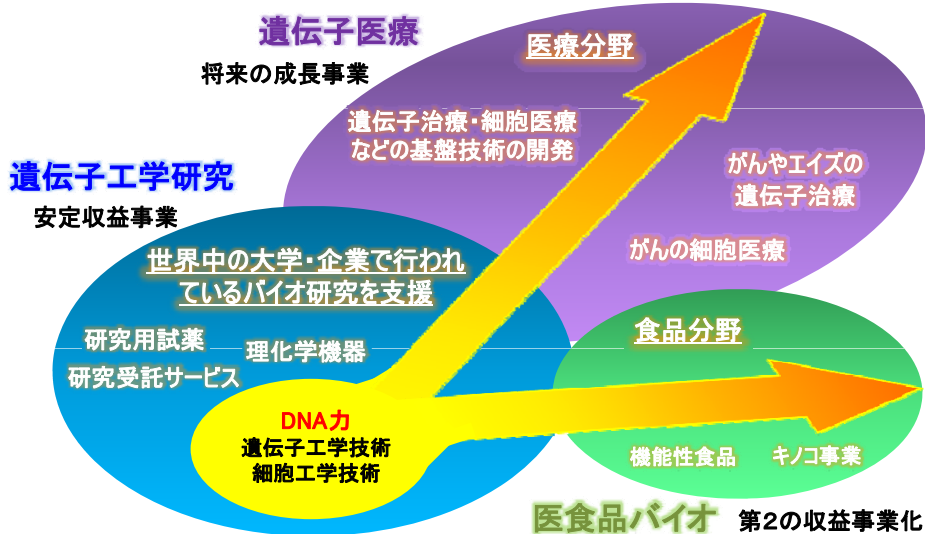 遺伝子医療
将来の成長事業
医療分野
遺伝子治療・細胞医療
などの基盤技術の開発
がんやエイズの
遺伝子治療
がんの細胞医療
遺伝子工学研究
安定収益事業
世界中の大学・企業で行われ
ているバイオ研究を支援
研究用試薬
理化学機器
研究受託サービス
DNA力
遺伝子工学技術
細胞工学技術
食品分野
機能性食品
キノコ事業
医食品バイオ
第2の収益事業化